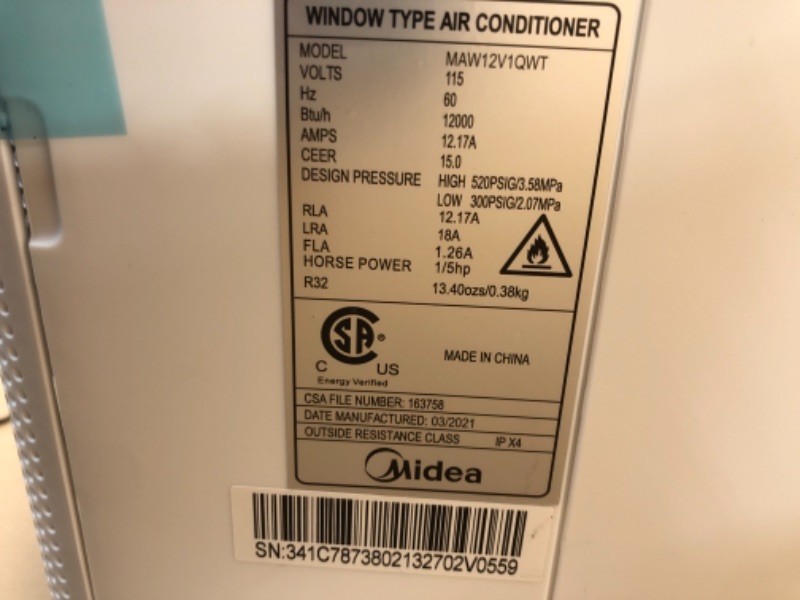 WINDOW TYPE AIR CONDITIONER
MODEL MAW12V1QWT
VOLTS 115
Hz 60
Btu/h 12000
AMPS 12.17A
CEER 15.0
DESIGN PRESSURE HIGH 520PSIG/3.58MPa
LOW 300PSIG/2.07MPa
RLA 12.17A
LRA 18A
FLA 1.26A
HORSE POWER 1/5hp
R32 13.40ozs/0.38kg
CSA ®
C US
Energy Verified
MADE IN CHINA
CSA FILE NUMBER: 163758
DATE MANUFACTURED: 03/2021
OUTSIDE RESISTANCE CLASS IP X4
Midea
SN:341C7873802132702V0559